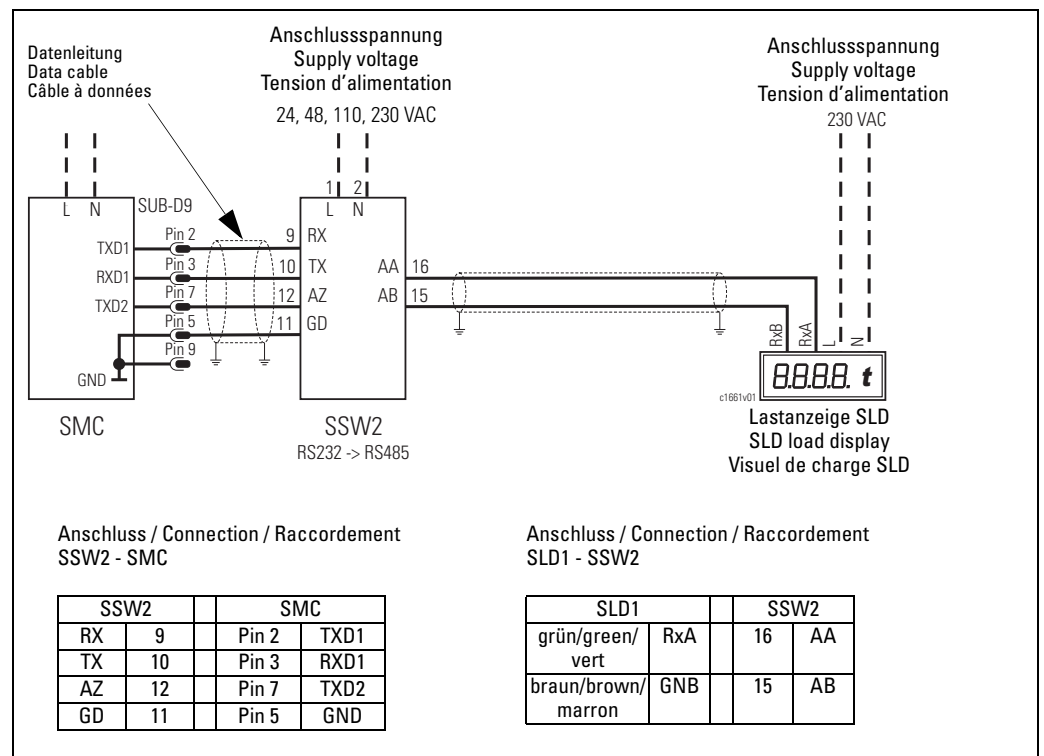 Datenleitung
Data cable
Câble à données
Anschlussspannung
Supply voltage
Tension d'alimentation
24, 48, 110, 230 VAC
Anschlussspannung
Supply voltage
Tension d'alimentation
230 VAC
1 2
L N SUB-D9 L N
TXD1 Pin 2 9 RX
RXD1 Pin 3 10 TX AA 16
TXD2 Pin 7 12 AZ AB 15
Pin 5 11 GD
Pin 9
GND
RxB RxA L N
8.8.8.8. t
c1661v01
SMC
SSW2
RS232 -> RS485
Lastanzeige SLD
SLD load display
Visuel de charge SLD
Anschluss / Connection / Raccordement
SSW2 - SMC
SSW2 SMC
RX 9 Pin 2 TXD1
TX 10 Pin 3 RXD1
AZ 12 Pin 7 TXD2
GD 11 Pin 5 GND
Anschluss / Connection / Raccordement
SLD1 - SSW2
SLD1 SSW2
grün/green/ RxA 16 AA
vert
braun/brown/ GNB 15 AB
marron